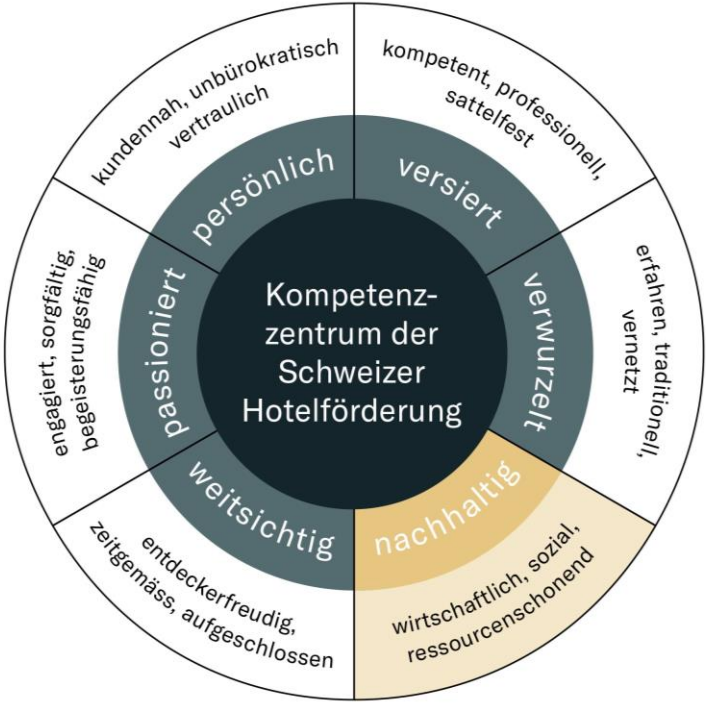 Kompetenz-
zentrum der
Schweizer
Hotelförderung
persönlich
kundennah, unbürokratisch
vertraulich
versiert
kompetent, professionell,
sattelfest
verwurzelt
erfahren, traditionell,
vernetzt
nachhaltig
wirtschaftlich, sozial,
ressourcenschonend
weitsichtig
entdeckerfreudig,
zeitgemäss, aufgeschlossen
passioniert
engagiert, sorgfältig,
begeisterungsfähig